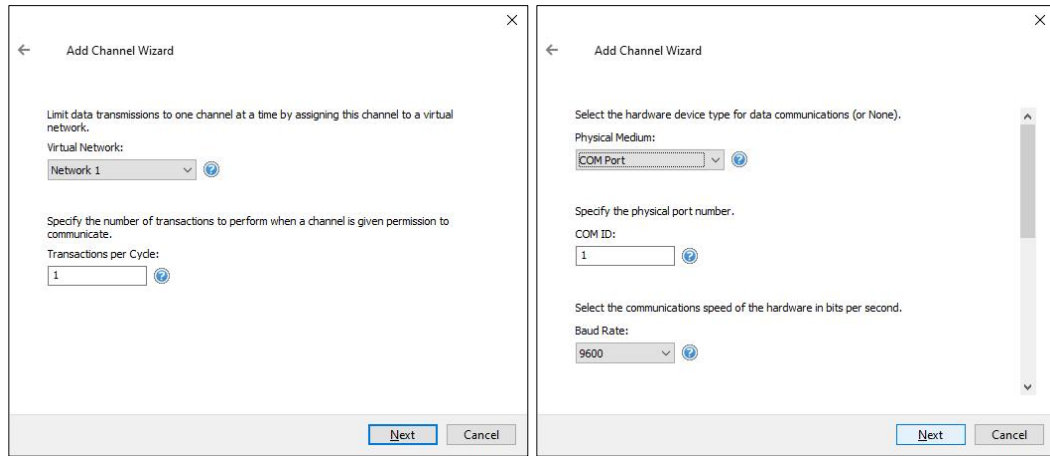 Add Channel Wizard
Limit data transmissions to one channel at a time by assigning this channel to a virtual
network.
Virtual Network:
Network 1
Specify the number of transactions to perform when a channel is given permission to
communicate.
Transactions per Cycle:
1
Next Cancel
Add Channel Wizard
Select the hardware device type for data communications (or None).
Physical Medium:
COM Port
Specify the physical port number.
COM ID:
1
Select the communications speed of the hardware in bits per second.
Baud Rate:
9600
Next Cancel